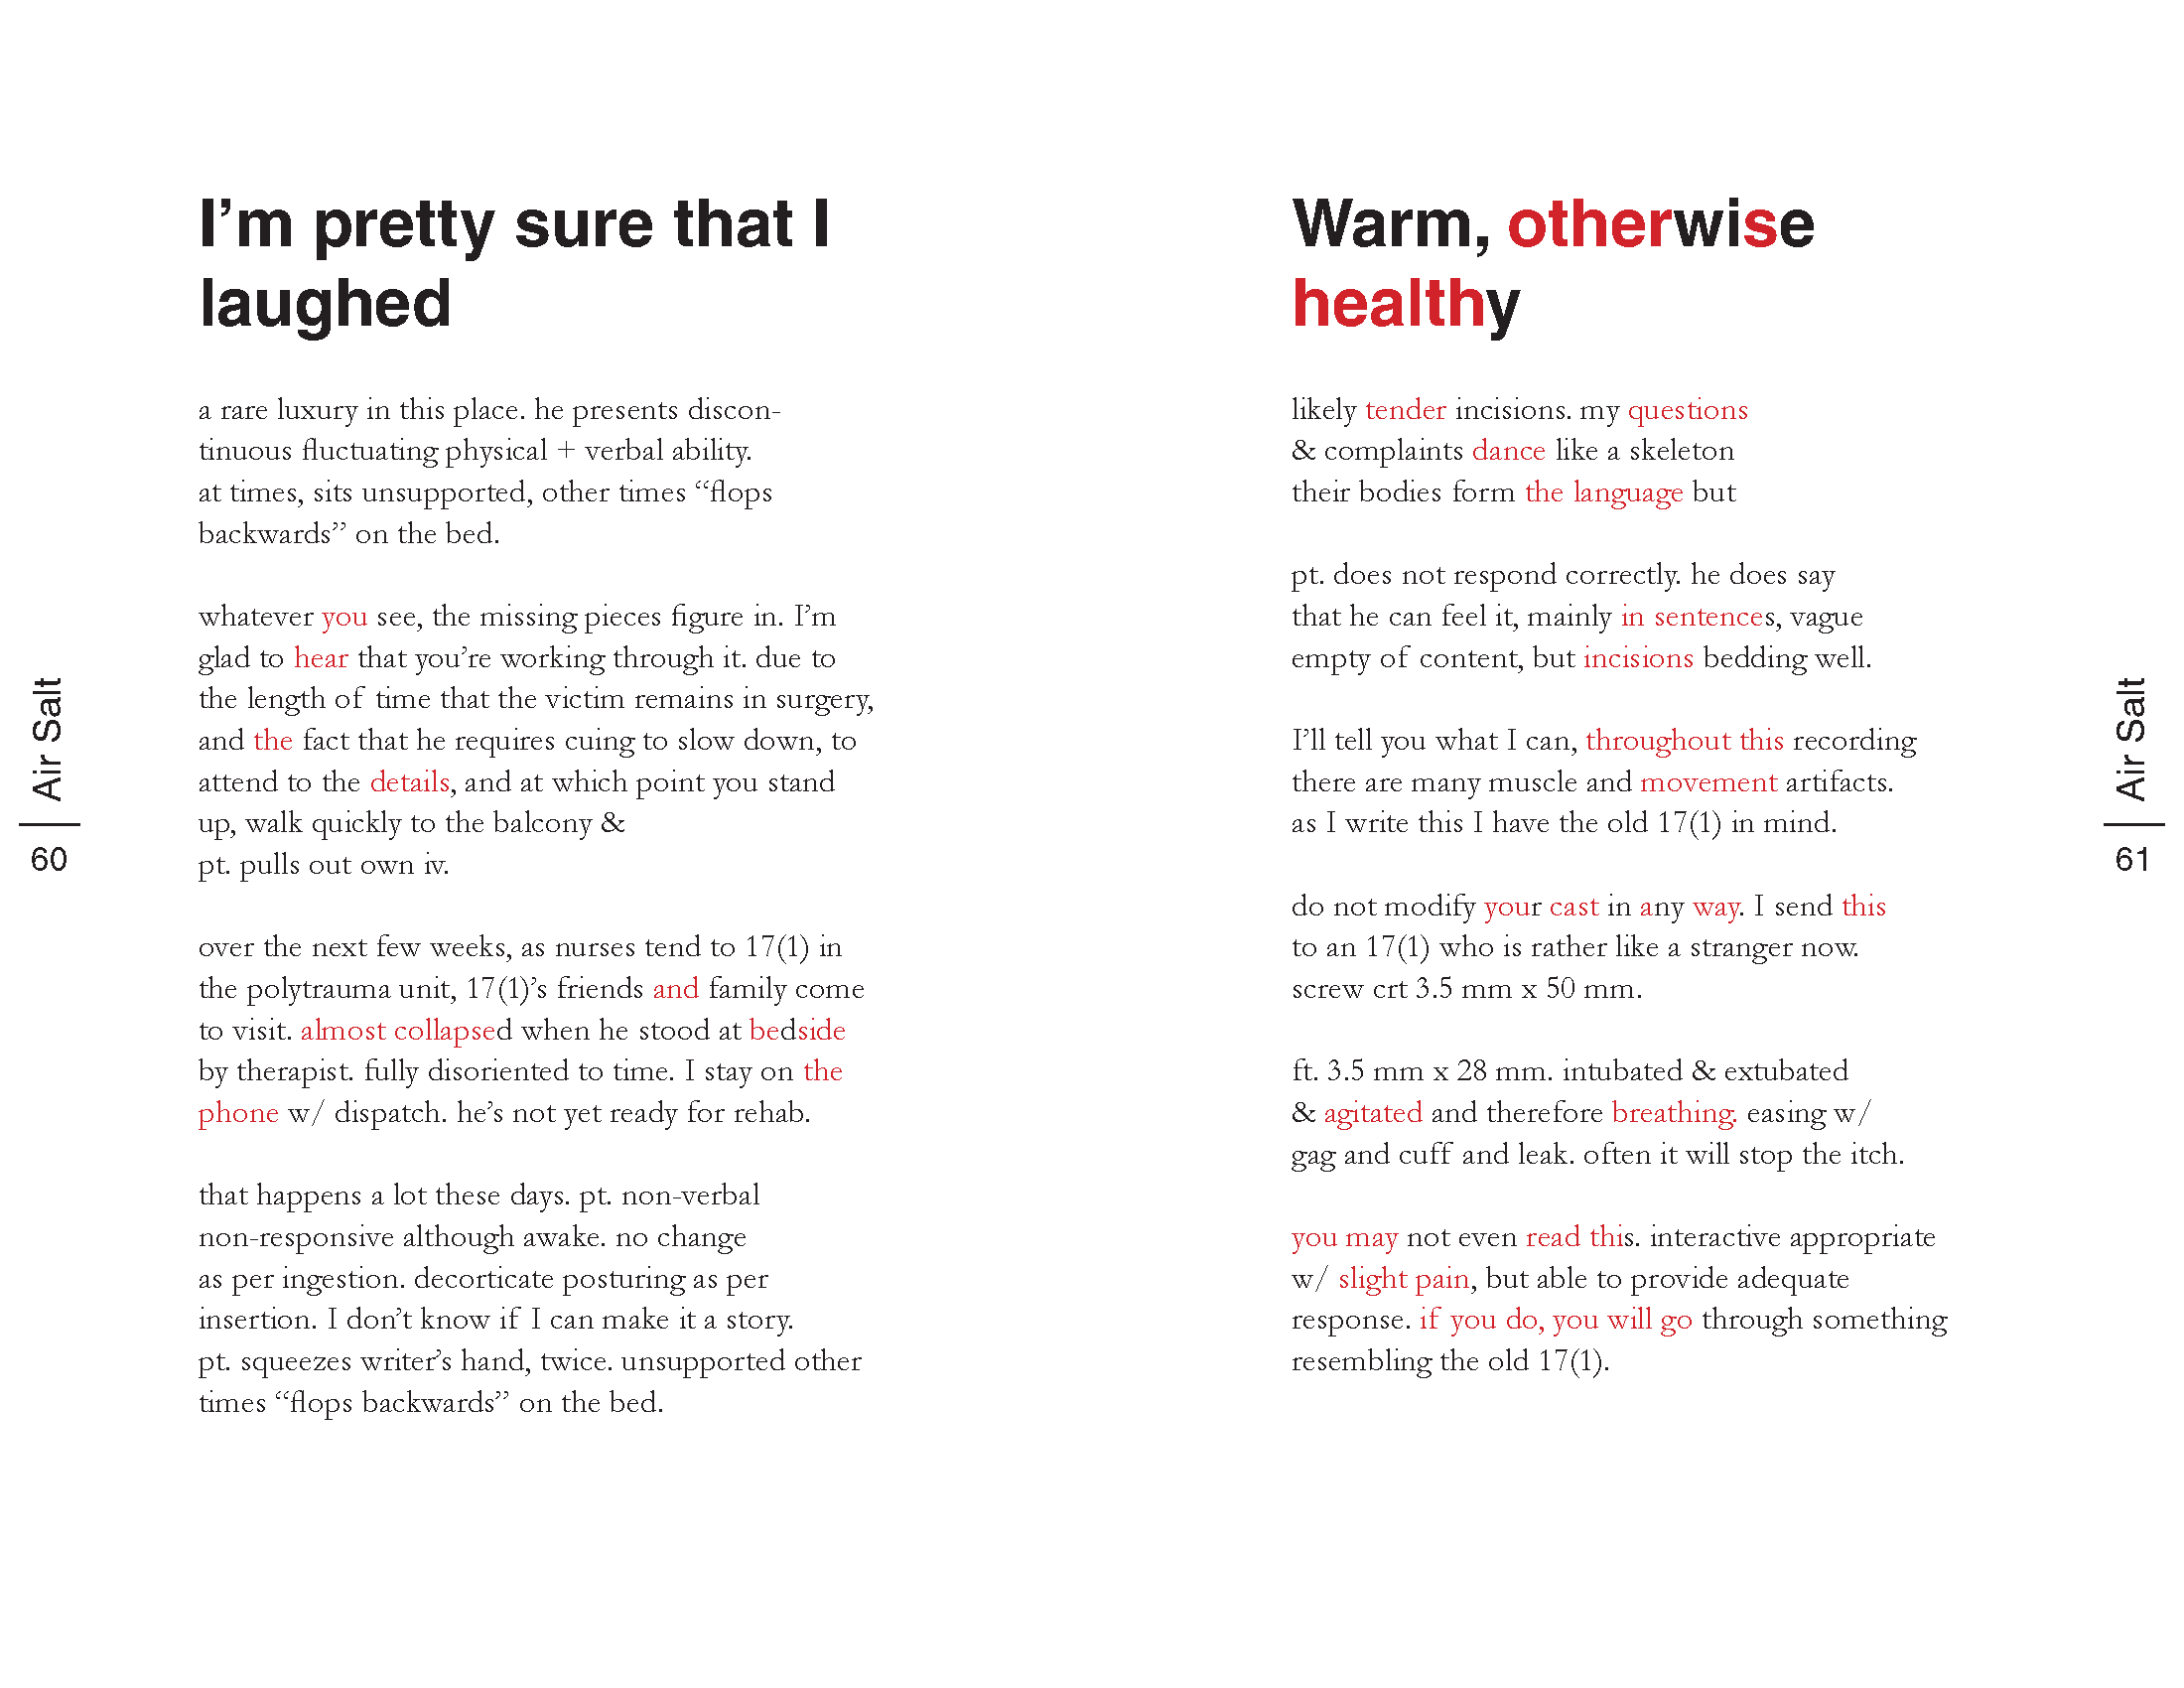 I’m pretty sure that I
laughed
a rare luxury in this place. he presents discon-
tinuous fluctuating physical + verbal ability.
at times, sits unsupported, other times “flops
backwards” on the bed.
whatever you see, the missing pieces figure in. I’m
glad to hear that you’re working through it. due to
the length of time that the victim remains in surgery,
and the fact that he requires cuing to slow down, to
attend to the details, and at which point you stand
up, walk quickly to the balcony &
pt. pulls out own iv.
over the next few weeks, as nurses tend to 17(1) in
the polytrauma unit, 17(1)’s friends and family come
to visit. almost collapsed when he stood at bedside
by therapist. fully disoriented to time. I stay on the
phone w/ dispatch. he’s not yet ready for rehab.
that happens a lot these days. pt. non-verbal
non-responsive although awake. no change
as per ingestion. decorticate posturing as per
insertion. I don’t know if I can make it a story.
pt. squeezes writer’s hand, twice. unsupported other
times “flops backwards” on the bed.
Air Salt
60
Warm, otherwise
healthy
likely tender incisions. my questions
& complaints dance like a skeleton
their bodies form the language but
pt. does not respond correctly. he does say
that he can feel it, mainly in sentences, vague
empty of content, but incisions bedding well.
I’ll tell you what I can, throughout this recording
there are many muscle and movement artifacts.
as I write this I have the old 17(1) in mind.
do not modify your cast in any way. I send this
to an 17(1) who is rather like a stranger now.
screw crt 3.5 mm x 50 mm.
ft. 3.5 mm x 28 mm. intubated & extubated
& agitated and therefore breathing. easing w/
gag and cuff and leak. often it will stop the itch.
you may not even read this. interactive appropriate
w/ slight pain, but able to provide adequate
response. if you do, you will go through something
resembling the old 17(1).
Air Salt
61